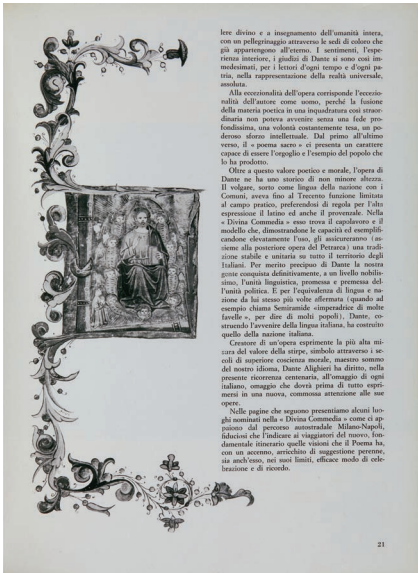 lere divino e a insegnamento dell'umanità intera,
con un pellegrinaggio attraverso le sedi di coloro che
già appartengono all'eterno. I sentimenti, l'espe-
rienza interiore, i giudizi di Dante si sono così im-
medesimati, per i lettori d'ogni tempo e d'ogni pa-
tria, nella rappresentazione della realtà universale,
assoluta.
Alla eccezionalità dell'opera corrisponde l'eccezio-
nalità dell'autore come uomo, perché la fusione
della materia poetica in una inquadratura così straor-
dinaria non poteva avvenire senza una fede pro-
fondissima, una volontà costantemente tesa, un po-
deroso sforzo intellettuale. Dal primo all'ultimo
verso, il « poema sacro » ci presenta un carattere
capace di essere l'orgoglio e l'esempio del popolo che
lo ha prodotto.
Oltre a questo valore poetico e morale, l'opera di
Dante ne ha uno storico di non minore altezza.
Il volgare, sorto come lingua della nazione con i
Comuni, aveva fino al Trecento funzione limitata
al campo pratico, preferendosi di regola per l'alta
espressione il latino ed anche il provenzale. Nella
« Divina Commedia » esso trova il capolavoro e il
modello che, dimostrandone le capacità ed esemplifi-
candone elevatamente l'uso, gli assicureranno (as-
sieme alla posteriore opera del Petrarca) una tradi-
zione stabile e unitaria su tutto il territorio degli
Italiani. Per merito precipuo di Dante la nostra
gente conquista definitivamente, a un livello nobilis-
simo, l'unità linguistica, promessa e premessa del-
l'unità politica. E per l'equivalenza di lingua e na-
zione da lui stesso più volte affermata (quando ad
esempio chiama Semiramide «imperadrice di molte
favelle », per dire di molti popoli), Dante, co-
struendo l'avvenire della lingua italiana, ha costruito
quello della nazione italiana.
Creatore di un'opera esprimente la più alta mi-
sura del valore della stirpe, simbolo attraverso i se-
coli di superiore coscienza morale, maestro sommo
del nostro idioma, Dante Alighieri ha diritto, nella
presente ricorrenza centenaria, all'omaggio di ogni
italiano, omaggio che dovrà prima di tutto espri-
mersi in una nuova, commossa attenzione alle sue
opere.
Nelle pagine che seguono presentiamo alcuni luo-
ghi nominati nella « Divina Commedia » come ci ap-
paiono dal percorso autostradale Milano-Napoli,
fiduciosi che l'indicare ai viaggiatori del nuovo, fon-
damentale itinerario quelle visioni che il Poema ha,
con un accenno, arricchito di suggestione perenne,
sia anch'esso, nei suoi limiti, efficace modo di cele-
brazione e di ricordo.
21